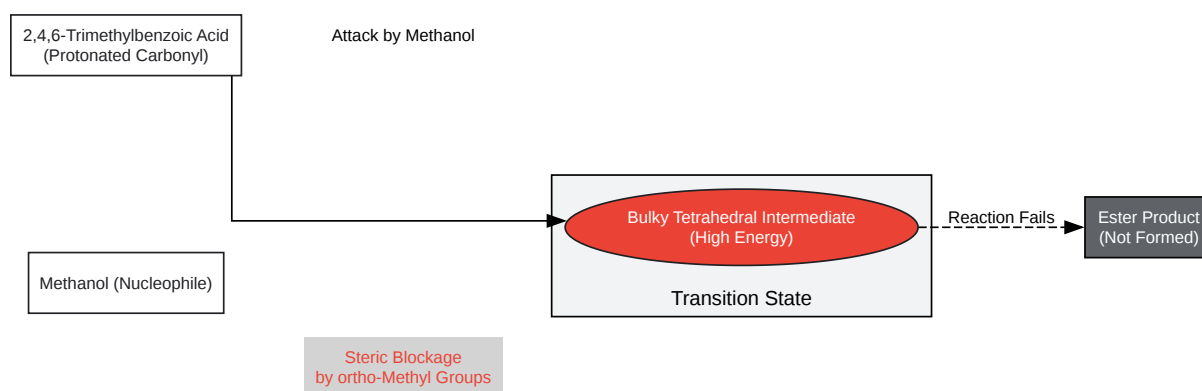 2,4,6-Trimethylbenzoic Acid
(Protonated Carbonyl)
Attack by Methanol
Bulky Tetrahedral Intermediate
(High Energy)
Reaction Fails
Ester Product
(Not Formed)
Methanol (Nucleophile)
Transition State
Steric Blockage
by ortho-Methyl Groups